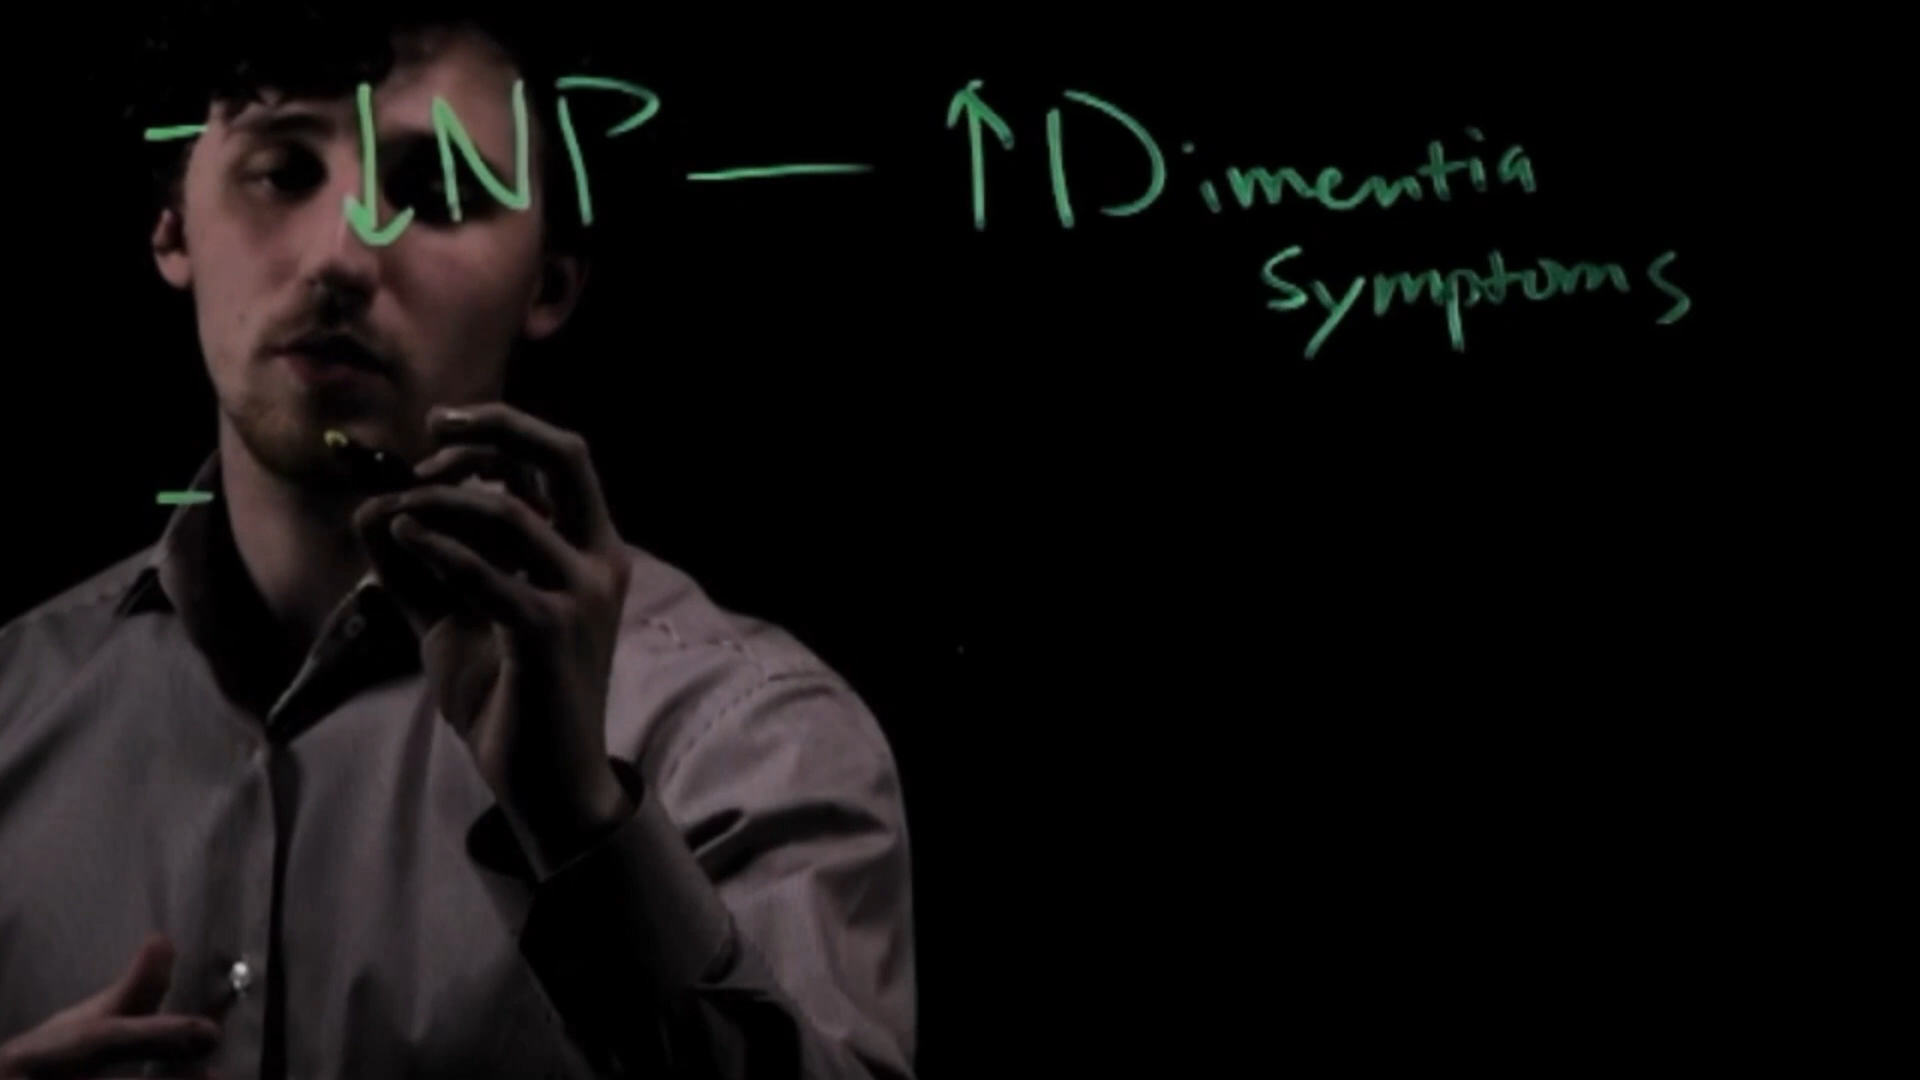 - ↓NP — ↑Dimentia
Symptoms
-